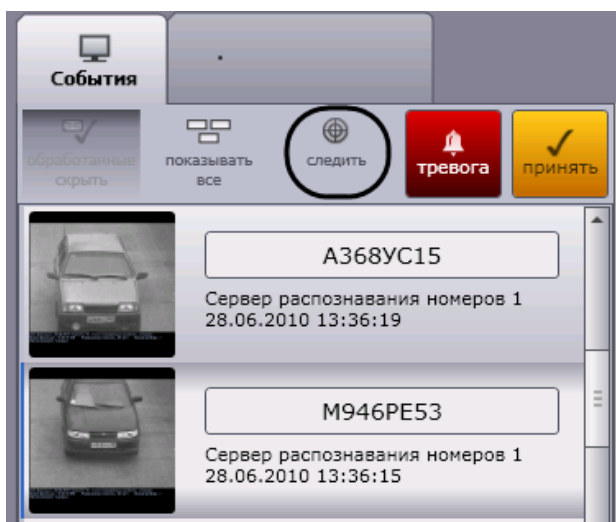 События
обработанные
скрыть
показывать
все
следить
тревога
принять
А368УС15
Сервер распознавания номеров 1
28.06.2010 13:36:19
М946РЕ53
Сервер распознавания номеров 1
28.06.2010 13:36:15